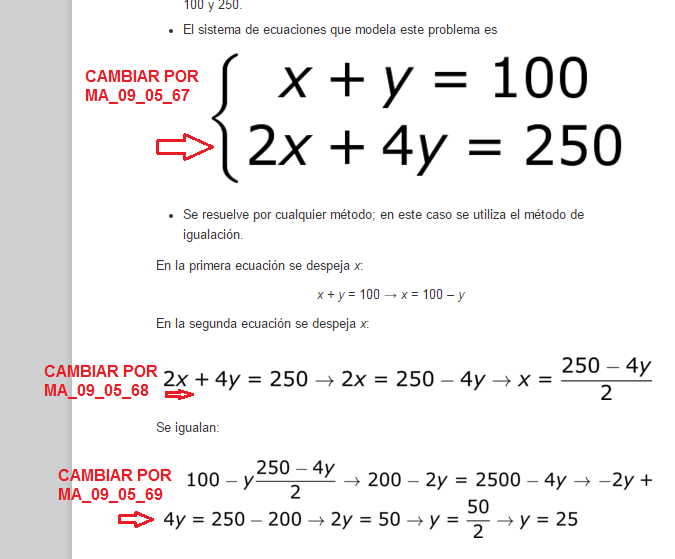 100 y 250.
• El sistema de ecuaciones que modela este problema es
CAMBIAR POR
MA_09_05_67
x + y = 100
2x + 4y = 250
• Se resuelve por cualquier método; en este caso se utiliza el método de
igualación.
En la primera ecuación se despeja x:
x + y = 100 → x = 100 – y
En la segunda ecuación se despeja x:
CAMBIAR POR
MA_09_05_68
2x + 4y = 250 → 2x = 250 – 4y → x = (250 – 4y)/2
Se igualan:
CAMBIAR POR
MA_09_05_69
100 – y (250 – 4y)/2 → 200 – 2y = 2500 – 4y → –2y +
4y = 250 – 200 → 2y = 50 → y = 50/2 → y = 25